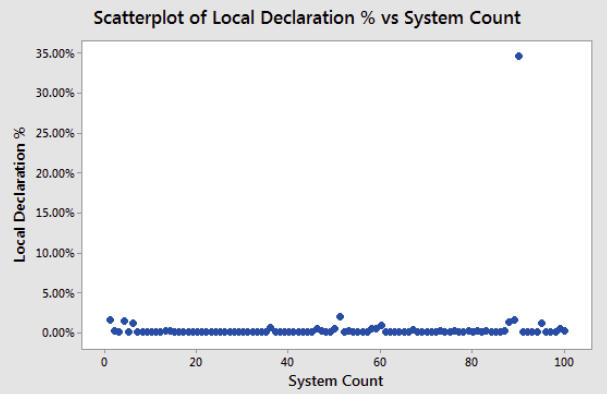 Scatterplot of Local Declaration % vs System Count
35.00%
30.00%
25.00%
20.00%
15.00%
10.00%
5.00%
0.00%
Local Declaration %
0 20 40 60 80 100
System Count